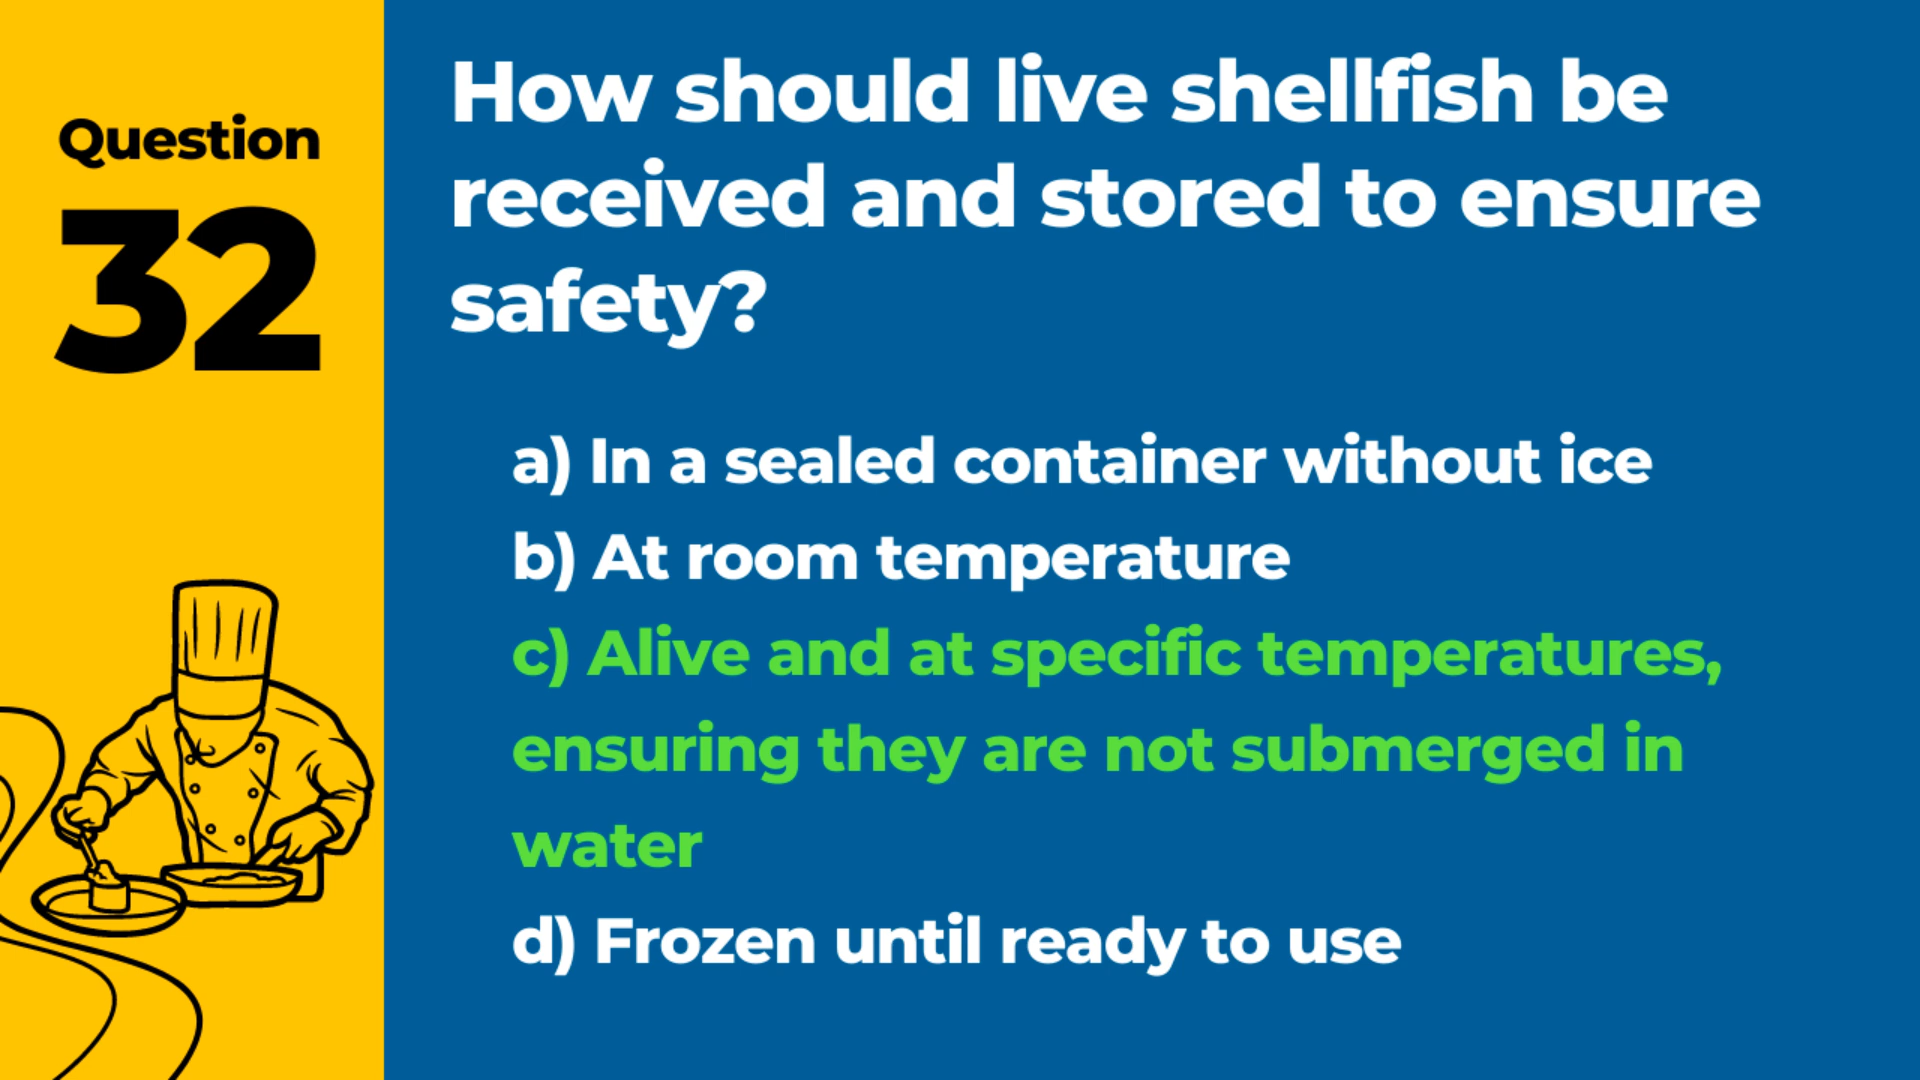 Question
32
How should live shellfish be
received and stored to ensure
safety?
a) In a sealed container without ice
b) At room temperature
c) Alive and at specific temperatures,
ensuring they are not submerged in
water
d) Frozen until ready to use